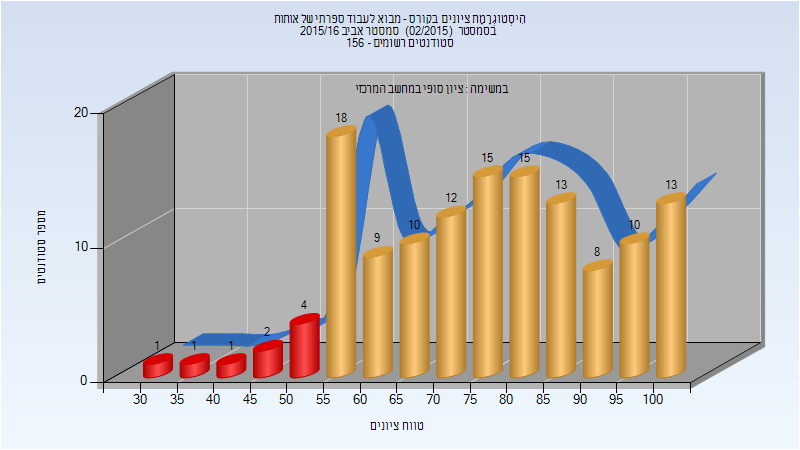 היסטוגרמת ציונים בקורס - מבוא לעבוד ספרתי של אותות
בסמסטר (02/2015) סמסטר אביב 2015/16
סטודנטים רשומים - 156
במשימה : ציון סופי במחשב המרכזי
מספר סטודנטים
20
10
0
1
1
1
2
4
18
9
10
12
15
15
13
8
10
13
30 35 40 45 50 55 60 65 70 75 80 85 90 95 100
טווח ציונים